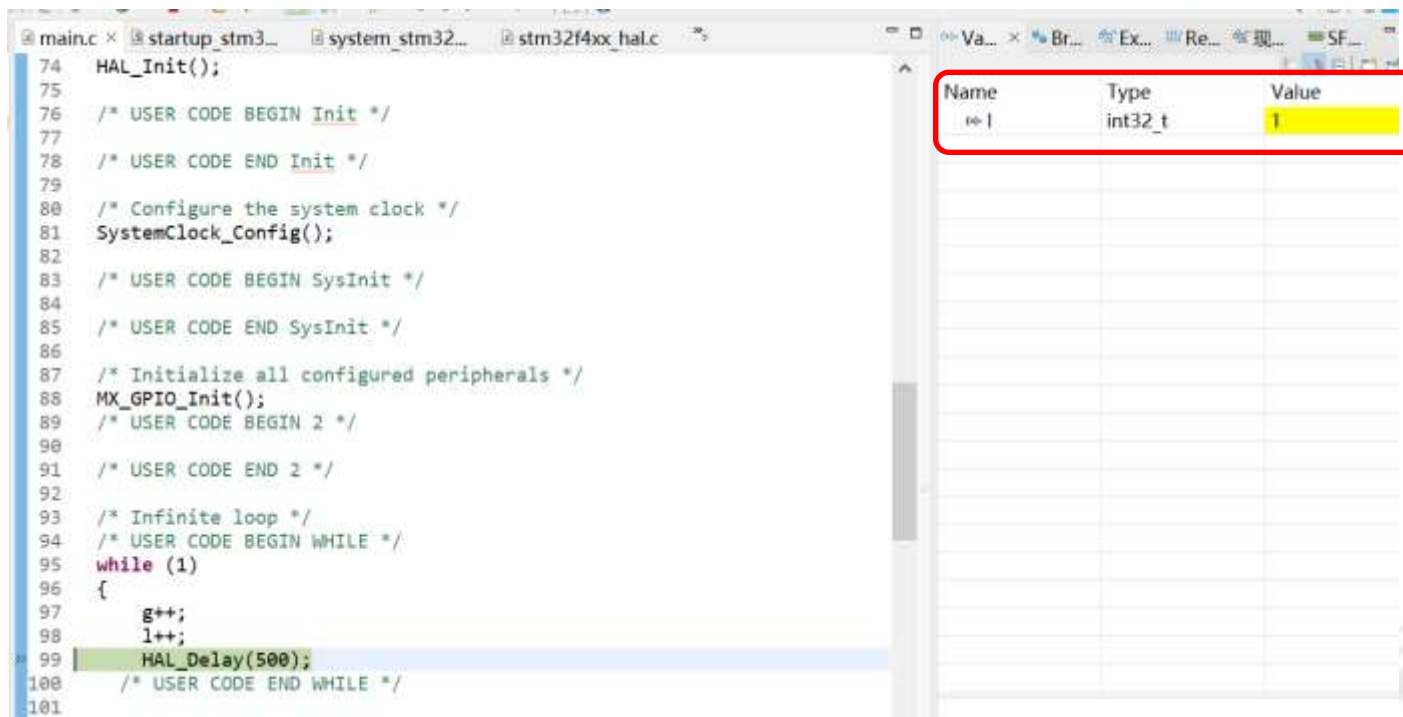 main.c × startup_stm3... system_stm32... stm32f4xx_hal.c
Va... × Br... Ex... Re... 现... SF...
74 HAL_Init();
75
76 /* USER CODE BEGIN Init */
77
78 /* USER CODE END Init */
79
80 /* Configure the system clock */
81 SystemClock_Config();
82
83 /* USER CODE BEGIN SysInit */
84
85 /* USER CODE END SysInit */
86
87 /* Initialize all configured peripherals */
88 MX_GPIO_Init();
89 /* USER CODE BEGIN 2 */
90
91 /* USER CODE END 2 */
92
93 /* Infinite loop */
94 /* USER CODE BEGIN WHILE */
95 while (1)
96 {
97 g++;
98 l++;
99 HAL_Delay(500);
100 /* USER CODE END WHILE */
101
Name Type Value
l int32_t 1